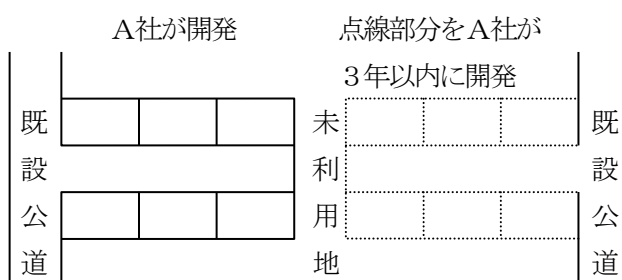 A社が開発
点線部分をA社が
3年以内に開発
既設公道
未利用地
既設公道